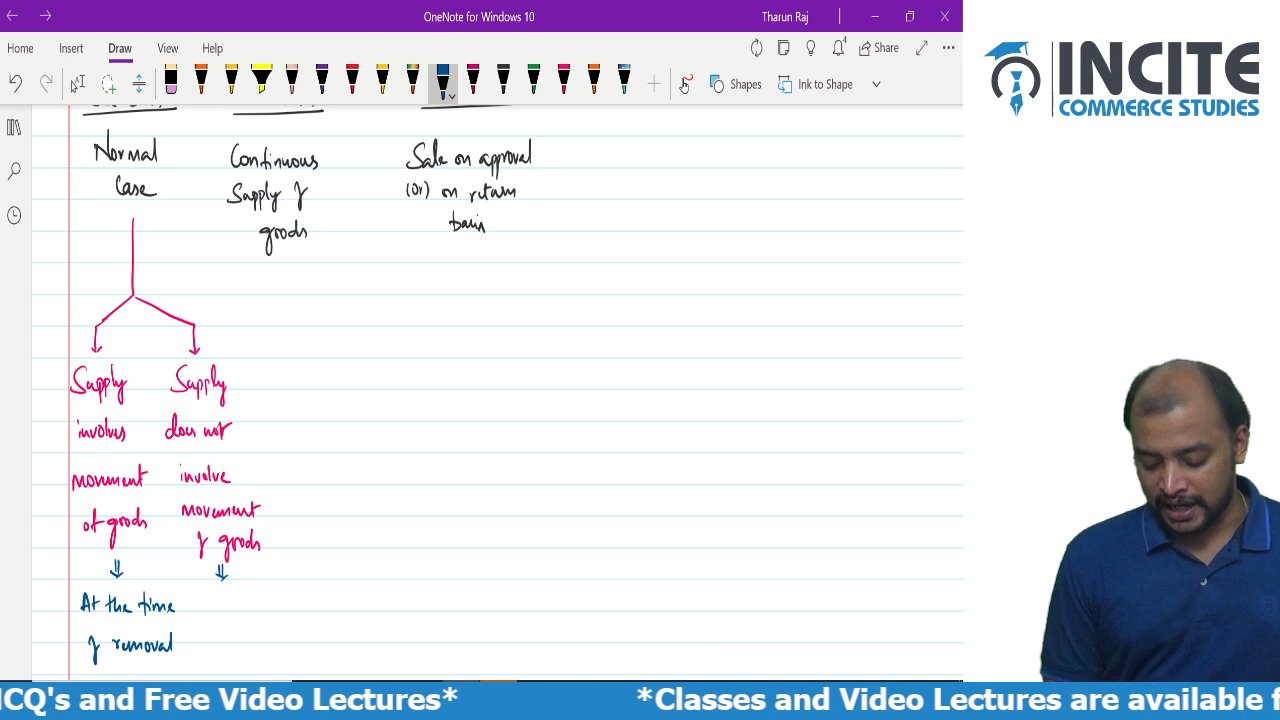 OneNote for Windows 10
Tharun Raj
Home Insert Draw View Help
4
Share
Shapes
Ink to Shape
INCITE
COMMERCE STUDIES
Normal
Case
Continuous
Supply of
goods
Sale on approval
(or) on return
basis
Supply
involves
movement
of goods
Supply
does not
involve
movement
of goods
At the time
of removal
MCQ's and Free Video Lectures*
*Classes and Video Lectures are available f